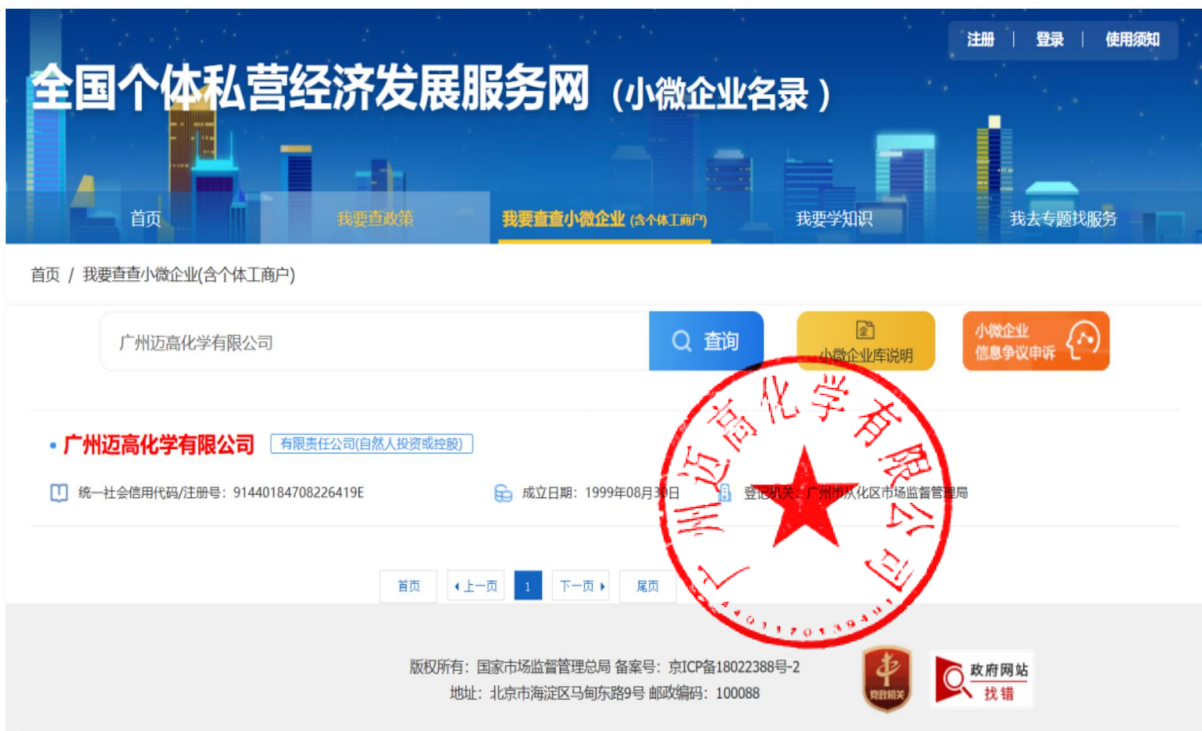 注册 | 登录 | 使用须知
全国个体私营经济发展服务网（小微企业名录）
首页 我要查政策 我要查查小微企业 (含个体工商户) 我要学知识 我去专题找服务
首页 / 我要查查小微企业(含个体工商户)
广州迈高化学有限公司 查询 小微企业库说明 小微企业
信息争议申诉
广州迈高化学有限公司 有限责任公司(自然人投资或控股)
统一社会信用代码/注册号：91440184708226419E 成立日期：1999年08月30日 登记机关：广州市从化区市场监督管理局
广州迈高化学有限公司
首页 上一页 1 下一页 尾页
版权所有：国家市场监督管理总局 备案号：京ICP备18022388号-2
地址：北京市海淀区马甸东路9号 邮政编码：100088
党政机关
政府网站
找错